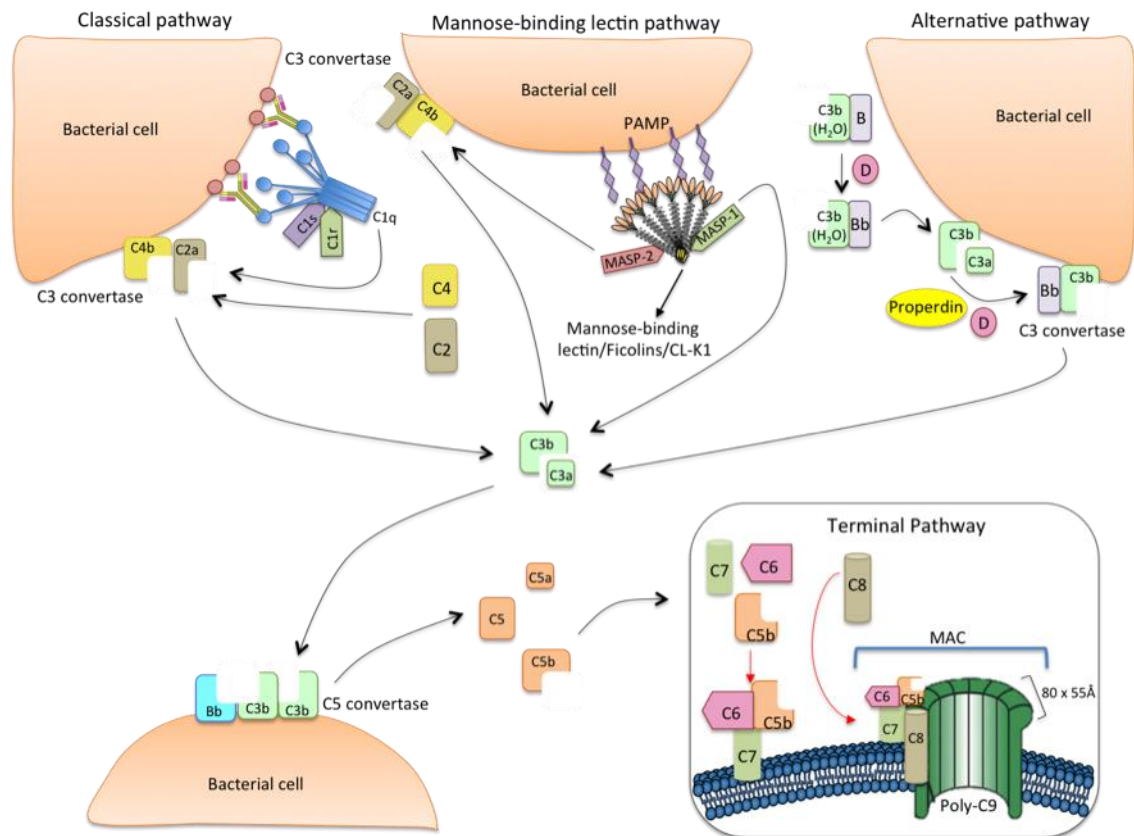 Classical pathway
Mannose-binding lectin pathway
Alternative pathway
Bacterial cell
C1s
C1r
C1q
C4b
C2a
C3 convertase
C4
C2
C3 convertase
C2a
C4b
Bacterial cell
PAMP
MASP-2
MASP-1
Mannose-binding
lectin/Ficolins/CL-K1
C3b
(H₂O)
B
D
C3b
(H₂O)
Bb
Bacterial cell
C3b
C3a
Properdin
D
Bb
C3b
C3 convertase
C3b
C3a
Bb
C3b
C3b
C5 convertase
Bacterial cell
C5
C5a
C5b
Terminal Pathway
C7
C6
C5b
C8
C6
C5b
C7
MAC
C6
C5b
C7
C8
80 x 55Å
Poly-C9